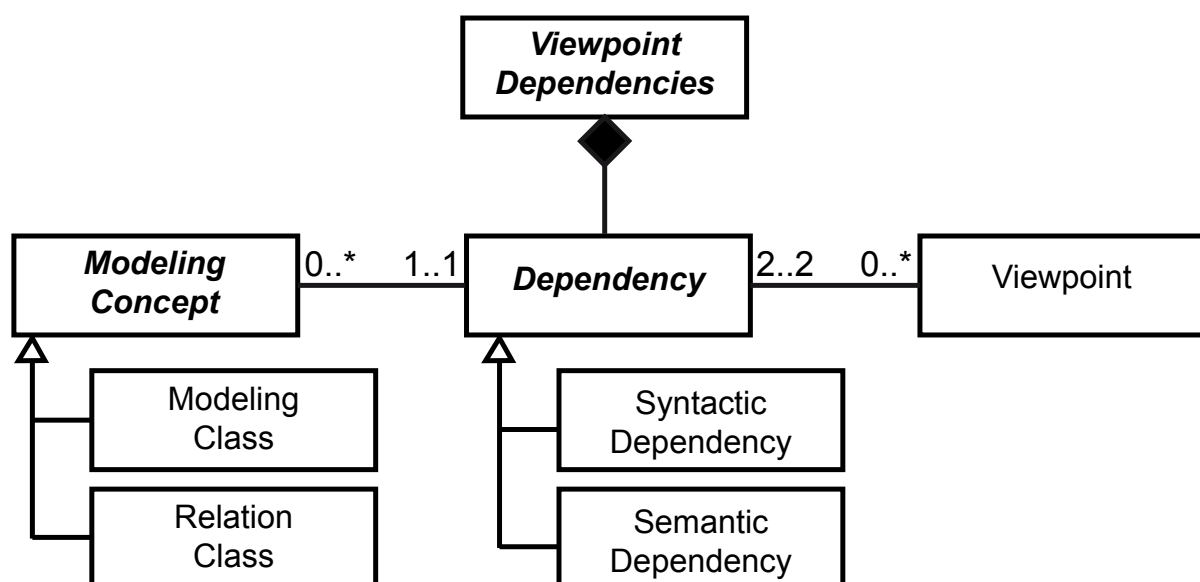 Viewpoint
Dependencies
Modeling
Concept
0..*
1..1
Dependency
2..2
0..*
Viewpoint
Modeling
Class
Syntactic
Dependency
Relation
Class
Semantic
Dependency